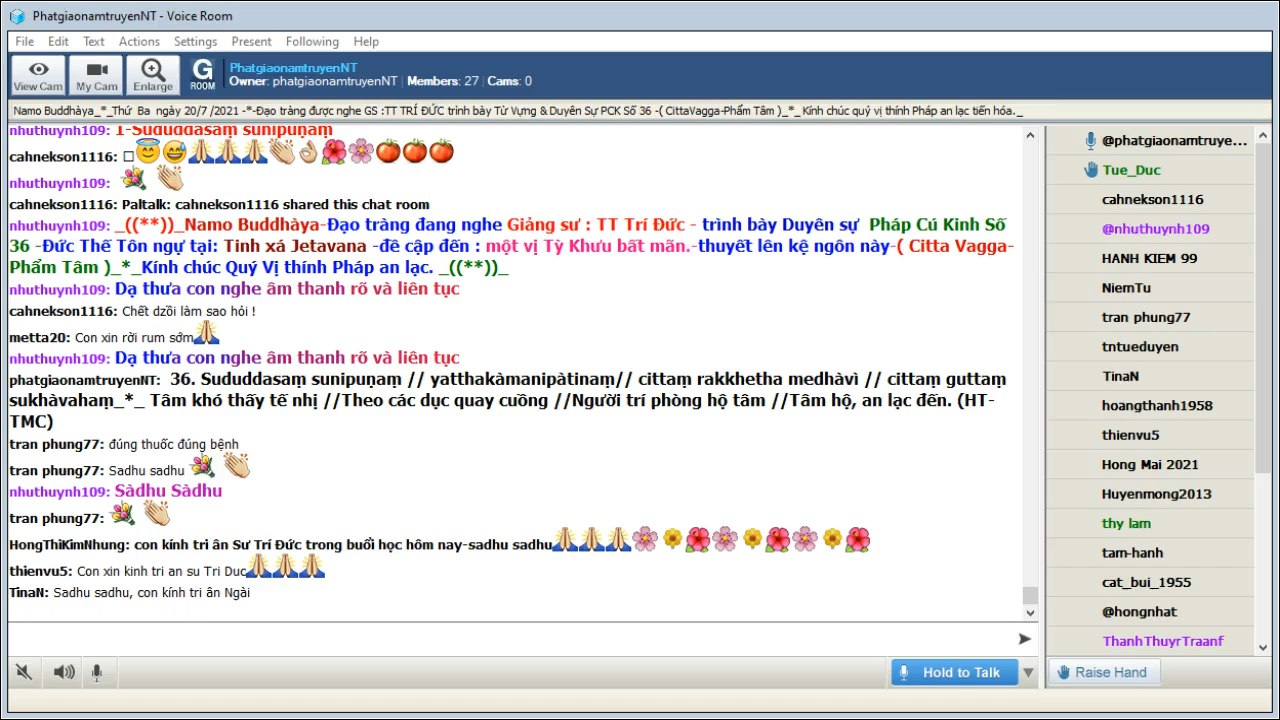 PhatgiaonamtruyenNT - Voice Room
File Edit Text Actions Settings Present Following Help
View Cam My Cam Enlarge G ROOM
PhatgiaonamtruyenNT
Owner: phatgiaonamtruyenNT | Members: 27 | Cams: 0
Namo Buddhàya_*_Thứ Ba ngày 20/7 /2021 -*-Đạo tràng được nghe GS :TT TRÍ ĐỨC trình bày Từ Vựng & Duyên Sự PCK Số 36 -( CittaVagga-Phẩm Tâm )_*_Kính chúc quý vị thính Pháp an lạc tiến hóa._
nhuthuynh109: 1-Sududdasaṃ sunipuṇaṃ
cahnekson1116:
nhuthuynh109:
cahnekson1116: Paltalk: cahnekson1116 shared this chat room
nhuthuynh109: _((**))_Namo Buddhàya-Đạo tràng đang nghe Giảng sư : TT Trí Đức - trình bày Duyên sự Pháp Cú Kinh Số
36 -Đức Thế Tôn ngự tại: Tinh xá Jetavana -đề cập đến : một vị Tỳ Khưu bất mãn.-thuyết lên kệ ngôn này-( Citta Vagga-
Phẩm Tâm )_*_Kính chúc Quý Vị thính Pháp an lạc. _((**))_
nhuthuynh109: Dạ thưa con nghe âm thanh rõ và liên tục
cahnekson1116: Chết dzồi làm sao hỏi !
metta20: Con xin rời rum sớm
nhuthuynh109: Dạ thưa con nghe âm thanh rõ và liên tục
phatgiaonamtruyenNT: 36. Sududdasaṃ sunipuṇaṃ // yatthakàmanipàtinaṃ// cittaṃ rakkhetha medhàvì // cittaṃ guttaṃ
sukhàvahaṃ_*_ Tâm khó thấy tế nhị //Theo các dục quay cuồng //Người trí phòng hộ tâm //Tâm hộ, an lạc đến. (HT-
TMC)
tran phung77: đúng thuốc đúng bệnh
tran phung77: Sadhu sadhu
nhuthuynh109: Sàdhu Sàdhu
tran phung77:
HongThiKimNhung: con kính tri ân Sư Trí Đức trong buổi học hôm nay-sadhu sadhu
thienvu5: Con xin kinh tri an su Tri Duc
TinaN: Sadhu sadhu, con kính tri ân Ngài
Hold to Talk
@phatgiaonamtruye...
Tue_Duc
cahnekson1116
@nhuthuynh109
HANH KIEM 99
NiemTu
tran phung77
tntueduyen
TinaN
hoangthanh1958
thienvu5
Hong Mai 2021
Huyenmong2013
thy lam
tam-hanh
cat_bui_1955
@hongnhat
ThanhThuyrTraanf
Raise Hand